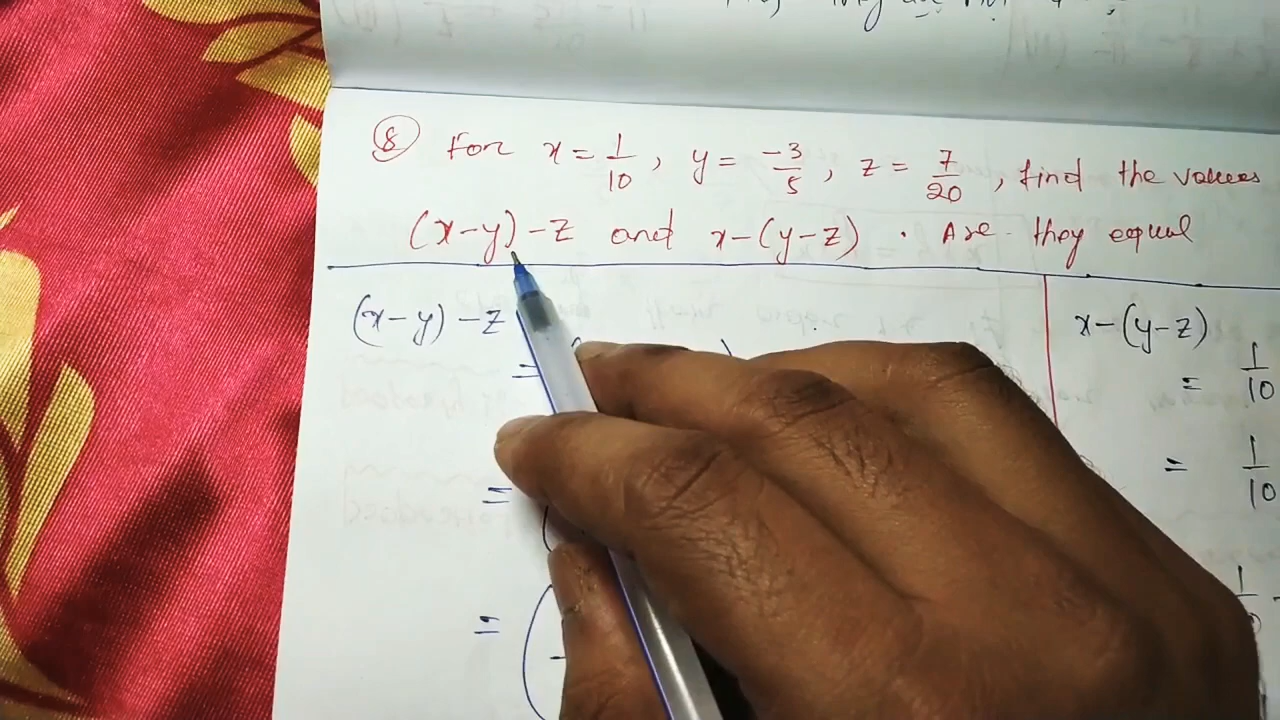 ⑧ For x = 1/10, y = -3/5, z = 7/20, find the values
(x-y)-z and x-(y-z). Are they equal
(x-y)-z
=
=
=
x-(y-z)
= 1/10
= 1/10